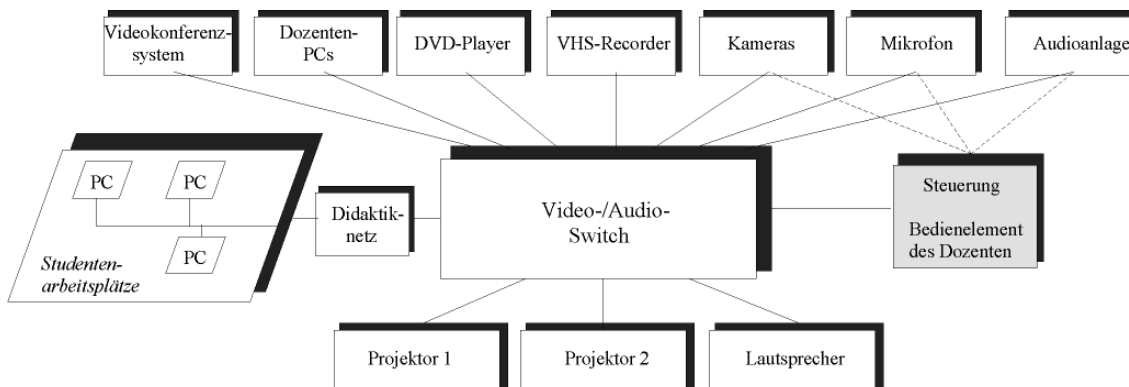 Videokonferenz-
system
Dozenten-
PCs
DVD-Player
VHS-Recorder
Kameras
Mikrofon
Audioanlage
PC
PC
PC
Studenten-
arbeitsplätze
Didaktik-
netz
Video-/Audio-
Switch
Steuerung
Bedienelement
des Dozenten
Projektor 1
Projektor 2
Lautsprecher